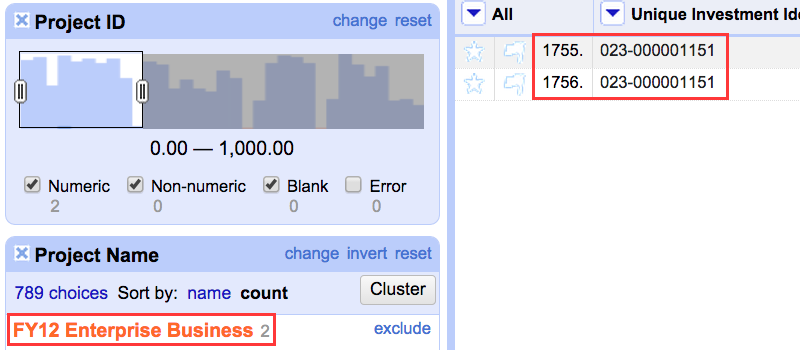 Project ID change reset
0.00 — 1,000.00
Numeric Non-numeric Blank Error
2 0 0 0
Project Name change invert reset
789 choices Sort by: name count Cluster
FY12 Enterprise Business 2 exclude
All Unique Investment Ide
1755. 023-000001151
1756. 023-000001151